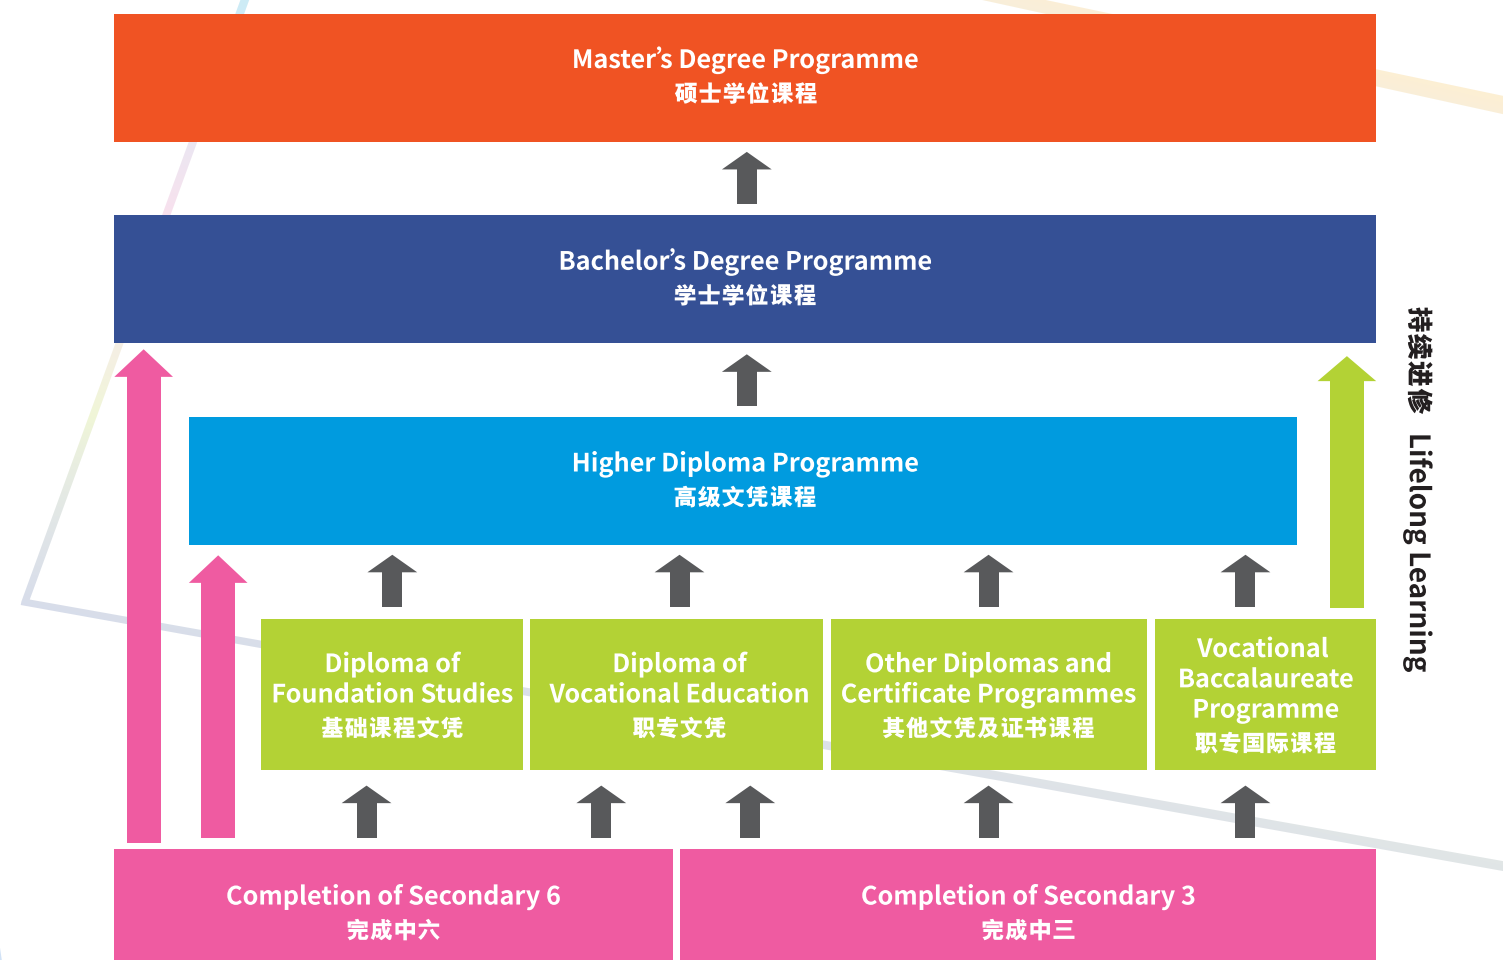 Master’s Degree Programme
硕士学位课程
Bachelor’s Degree Programme
学士学位课程
Higher Diploma Programme
高级文凭课程
Diploma of
Foundation Studies
基础课程文凭
Diploma of
Vocational Education
职专文凭
Other Diplomas and
Certificate Programmes
其他文凭及证书课程
Vocational
Baccalaureate
Programme
职专国际课程
Completion of Secondary 6
完成中六
Completion of Secondary 3
完成中三
持续进修 Lifelong Learning